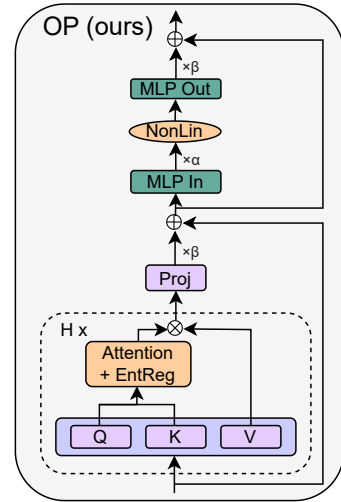 OP (ours)
×β
MLP Out
NonLin
×α
MLP In
×β
Proj
H x
Attention
+ EntReg
Q K V